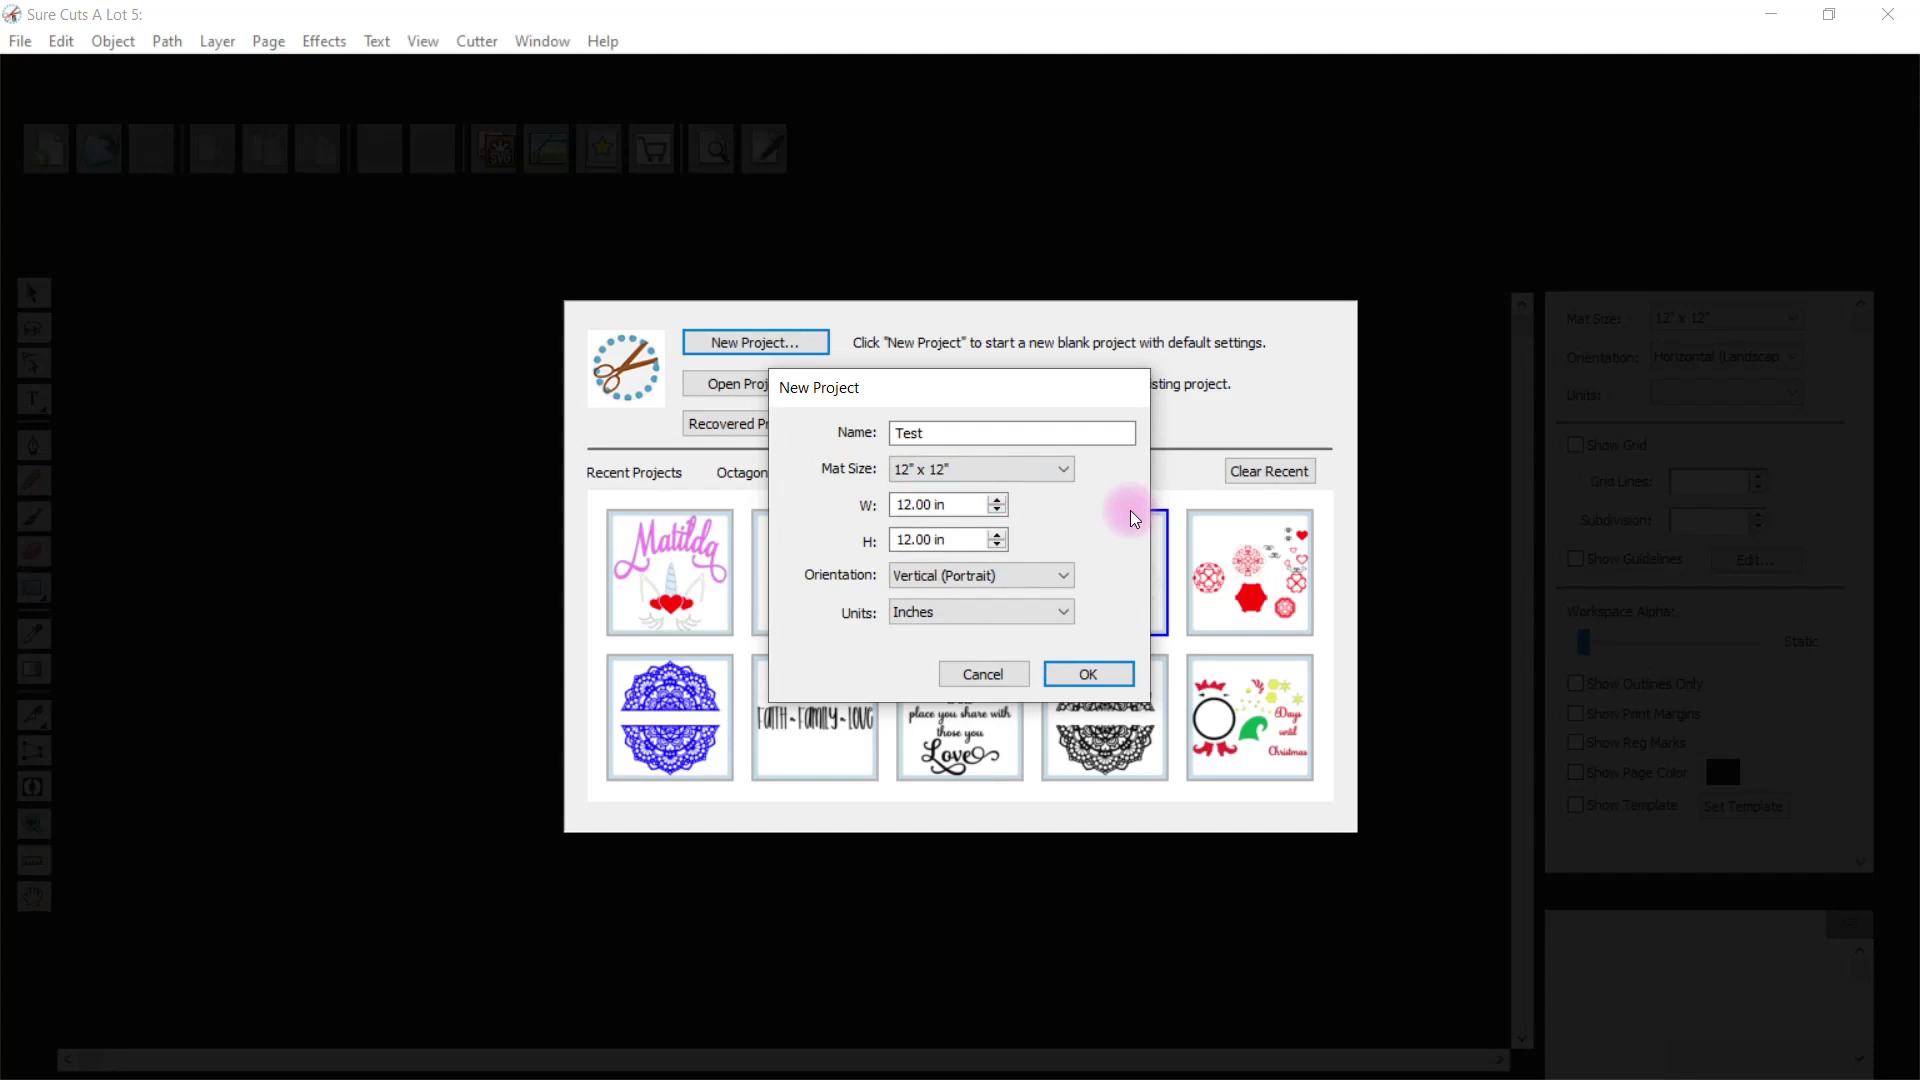 Sure Cuts A Lot 5:
File Edit Object Path Layer Page Effects Text View Cutter Window Help
SVG
New Project... Click "New Project" to start a new blank project with default settings.
Open Proj
sting project.
Recovered Pr
New Project
Name: Test
Mat Size: 12" x 12"
W: 12.00 in
H: 12.00 in
Orientation: Vertical (Portrait)
Units: Inches
Cancel OK
Recent Projects Octagon Clear Recent
Matilda
FAITH - FAMILY - LOVE
place you share with
those you
Love
Days
until
Christmas
Mat Size: 12" x 12"
Orientation: Horizontal (Landscap
Units:
Show Grid
Grid Lines:
Subdivision:
Show Guidelines Edit...
Workspace Alpha:
Static
Show Outlines Only
Show Print Margins
Show Reg Marks
Show Page Color
Show Template Set Template